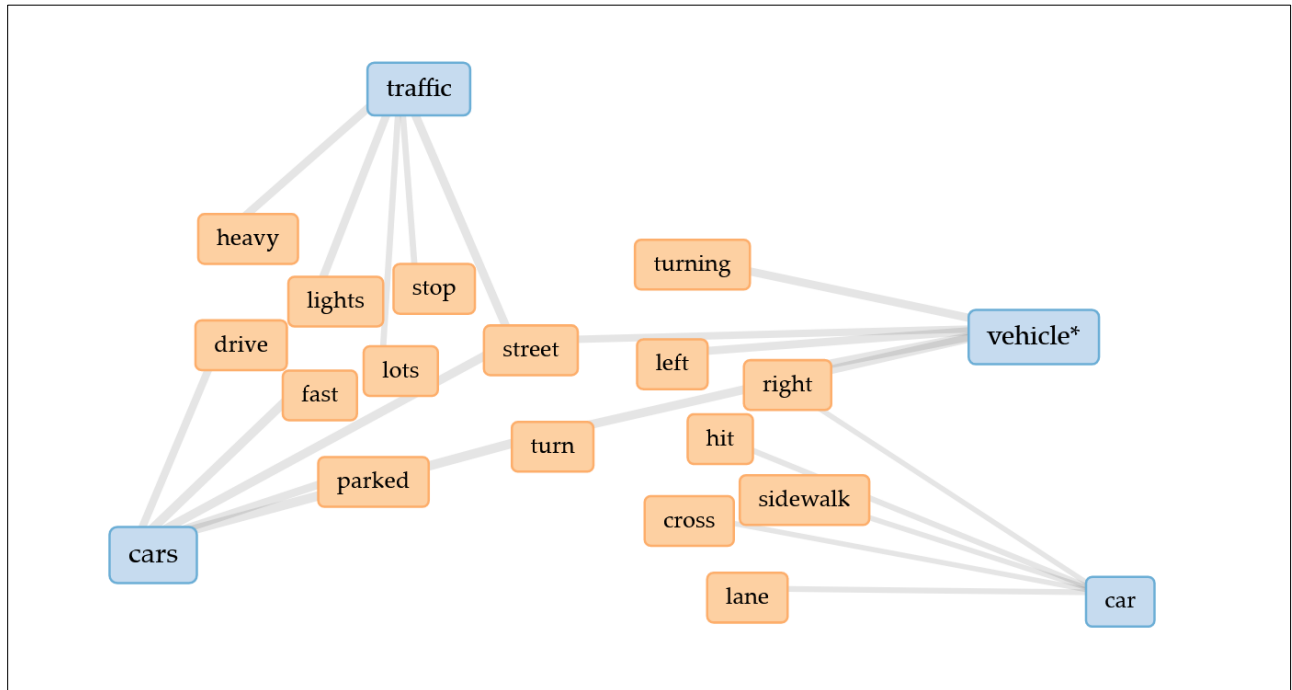 traffic
heavy
turning
stop
lights
vehicle*
drive
street
left
lots
right
fast
hit
turn
parked
sidewalk
cross
cars
lane
car